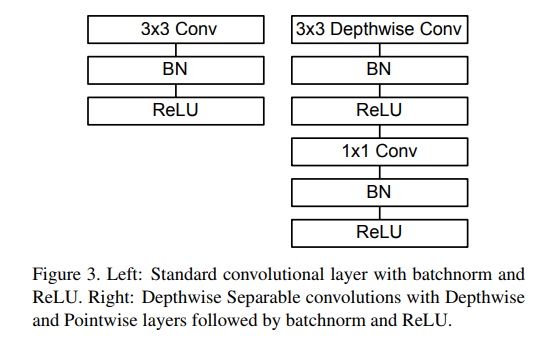 3x3 Conv
BN
ReLU
3x3 Depthwise Conv
BN
ReLU
1x1 Conv
BN
ReLU
Figure 3. Left: Standard convolutional layer with batchnorm and
ReLU. Right: Depthwise Separable convolutions with Depthwise
and Pointwise layers followed by batchnorm and ReLU.